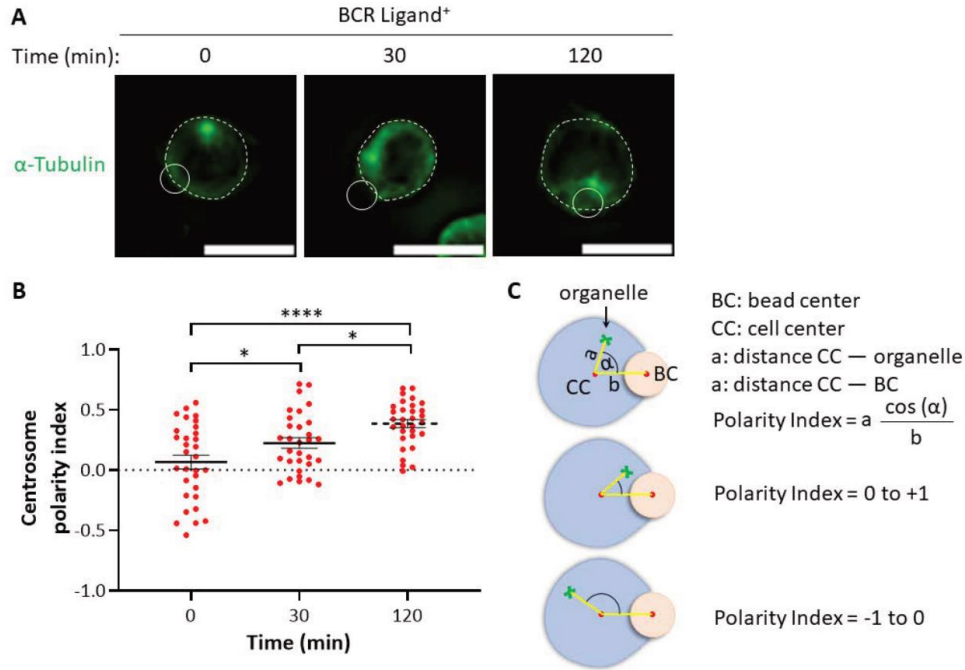 A
BCR Ligand+
Time (min): 0 30 120
α-Tubulin
B
**** 
* *
1.0
0.5
0.0
-0.5
-1.0
Centrosome
polarity index
0 30 120
Time (min)
C
organelle
a α b
CC BC
BC: bead center
CC: cell center
a: distance CC — organelle
a: distance CC — BC
Polarity Index = a cos (α)
b
Polarity Index = 0 to +1
Polarity Index = -1 to 0